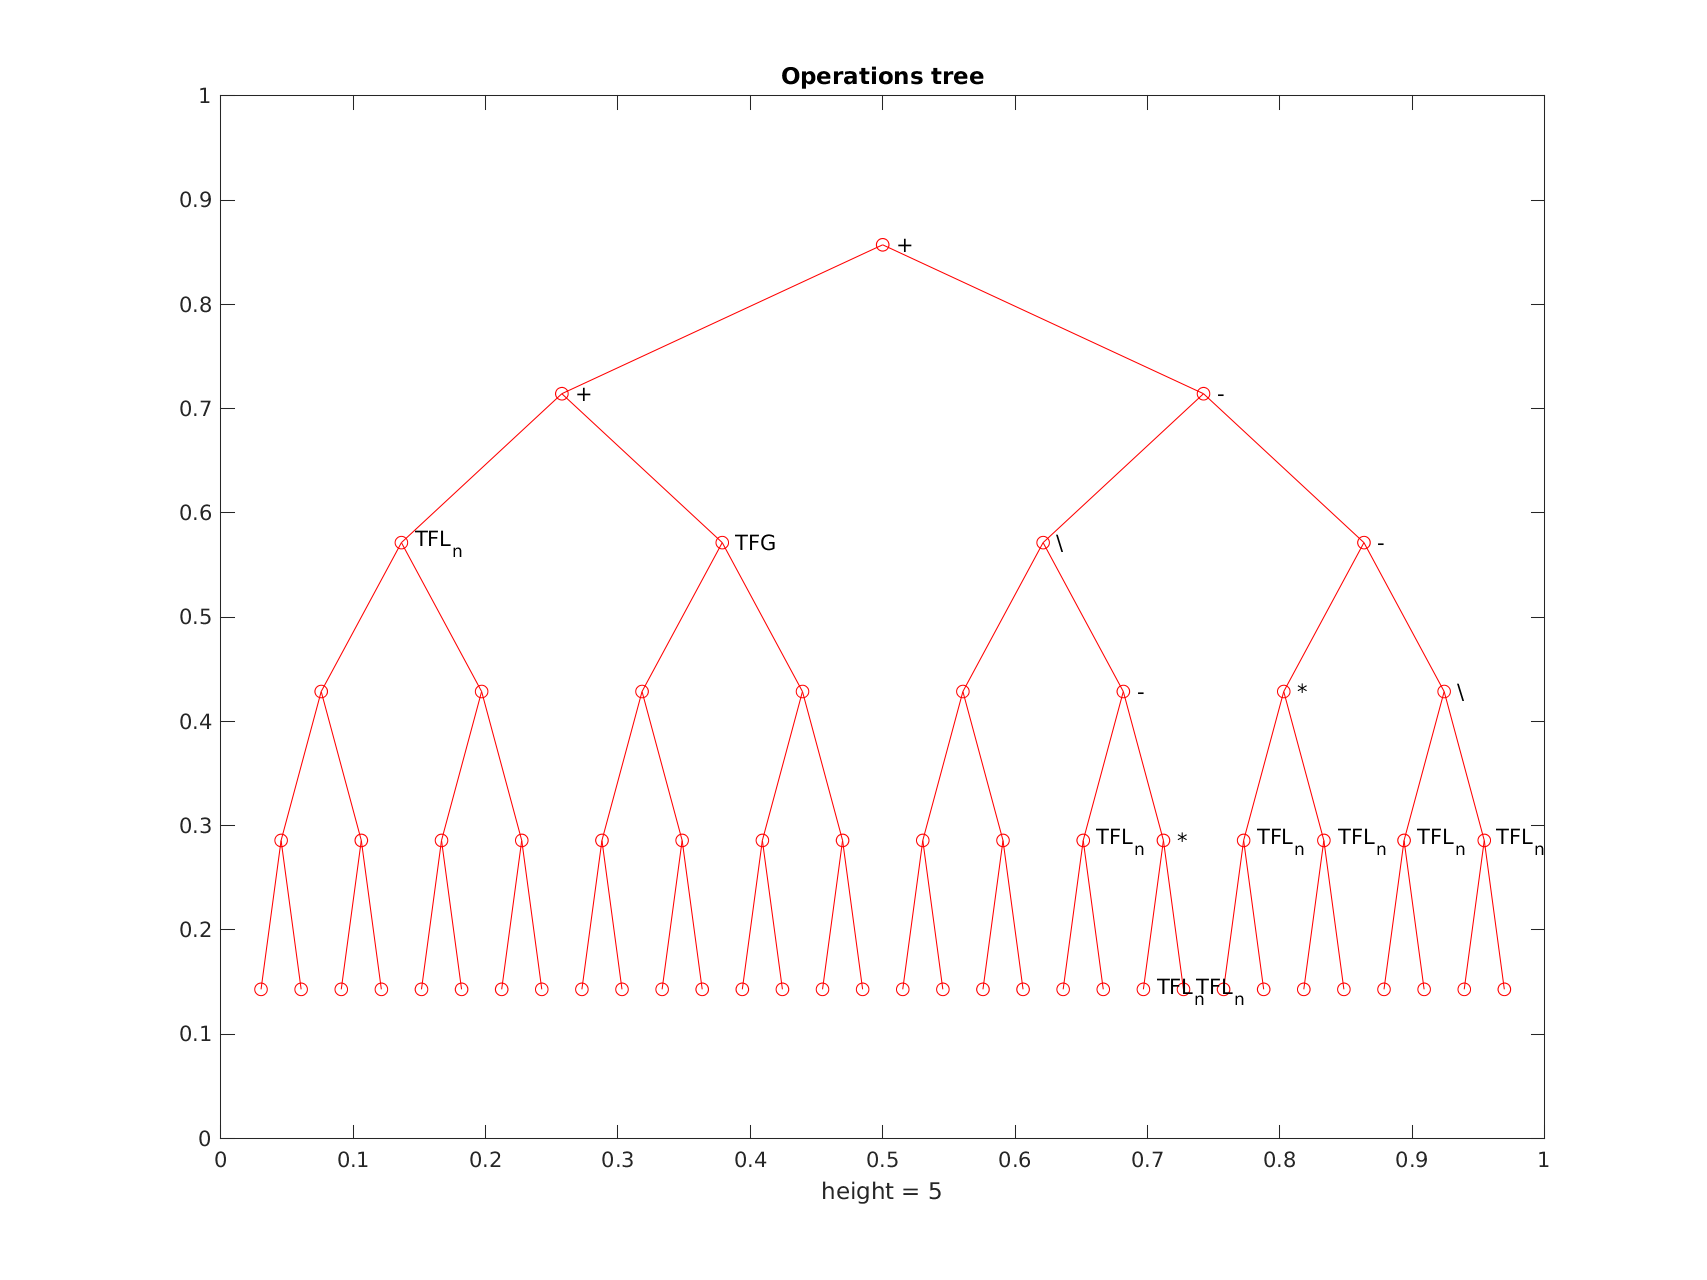 Operations tree
1
0.9
+
0.8
+ -
0.7
0.6
TFLn TFG \ -
0.5
- * \
0.4
0.3
TFLn * TFLn TFLn TFLn TFLn
0.2
TFLn TFLn
0.1
0
0 0.1 0.2 0.3 0.4 0.5 0.6 0.7 0.8 0.9 1
height = 5